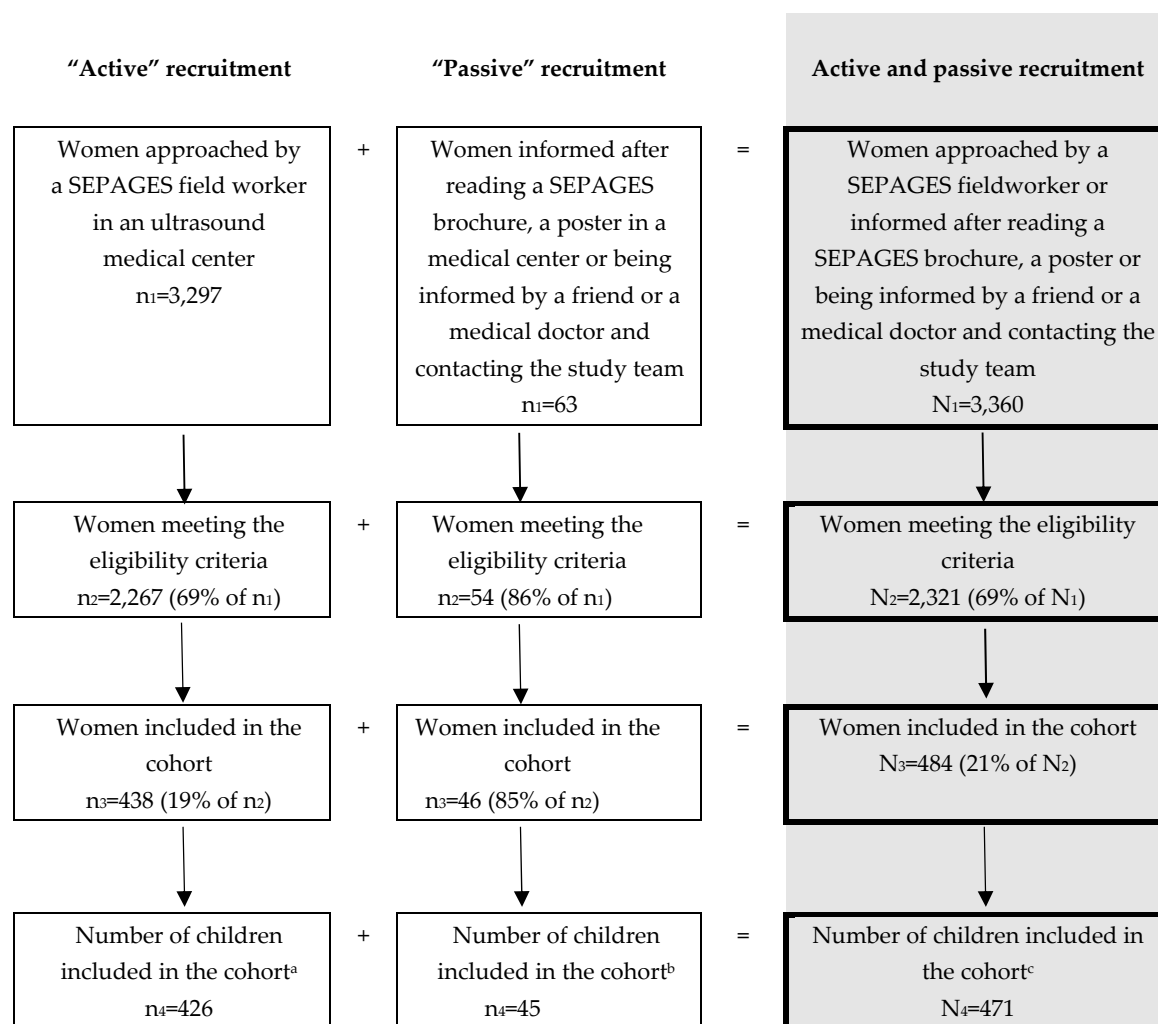 “Active” recruitment
“Passive” recruitment
Active and passive recruitment
Women approached by
a SEPAGES field worker
in an ultrasound
medical center
n₁=3,297
+
Women informed after
reading a SEPAGES
brochure, a poster in a
medical center or being
informed by a friend or a
medical doctor and
contacting the study team
n₁=63
=
Women approached by a
SEPAGES fieldworker or
informed after reading a
SEPAGES brochure, a poster or
being informed by a friend or a
medical doctor and contacting the
study team
N₁=3,360
Women meeting the
eligibility criteria
n₂=2,267 (69% of n₁)
+
Women meeting the
eligibility criteria
n₂=54 (86% of n₁)
=
Women meeting the eligibility
criteria
N₂=2,321 (69% of N₁)
Women included in the
cohort
n₃=438 (19% of n₂)
+
Women included in the
cohort
n₃=46 (85% of n₂)
=
Women included in the cohort
N₃=484 (21% of N₂)
Number of children
included in the cohortᵃ
n₄=426
+
Number of children
included in the cohortᵇ
n₄=45
=
Number of children included in
the cohortᶜ
N₄=471